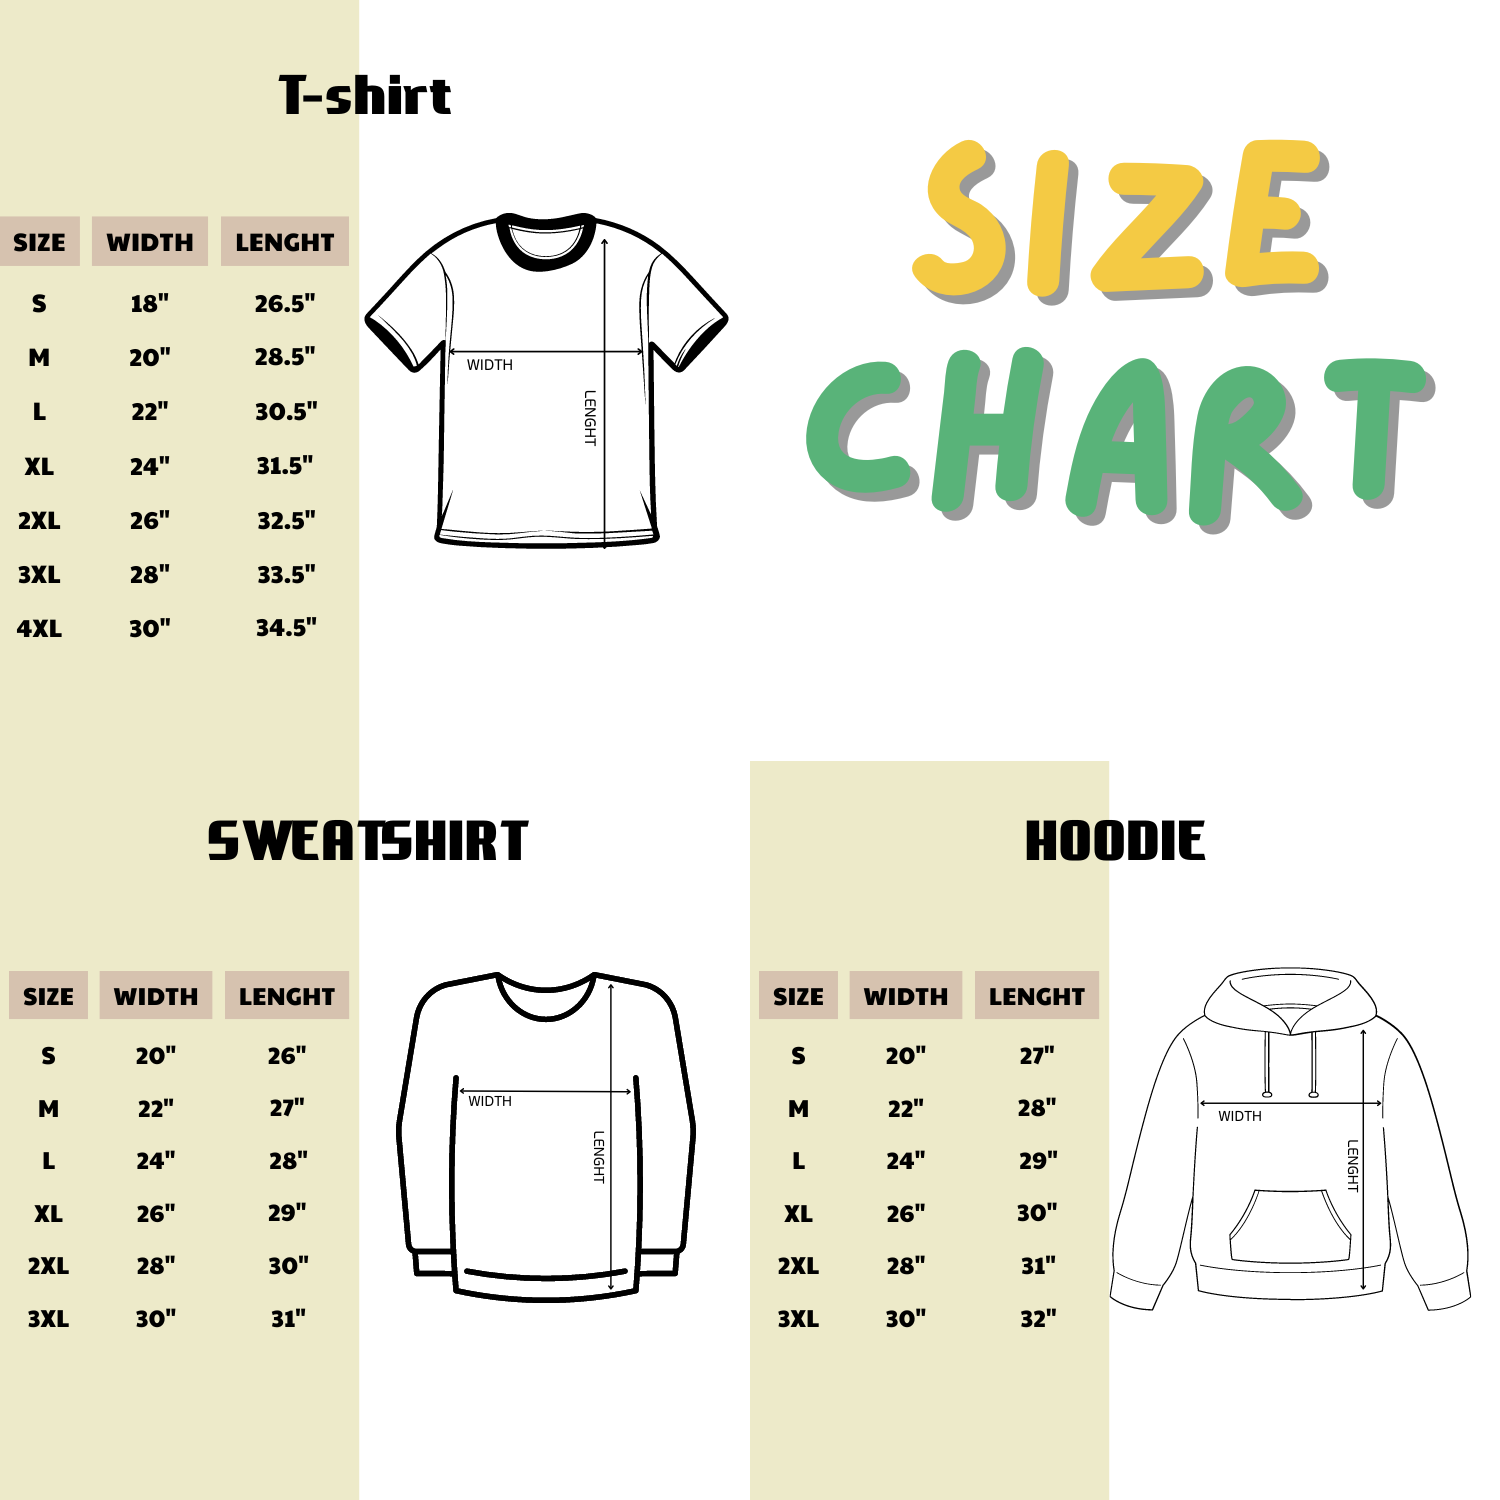 T-shirt
SIZE WIDTH LENGHT
S 18" 26.5"
M 20" 28.5"
L 22" 30.5"
XL 24" 31.5"
2XL 26" 32.5"
3XL 28" 33.5"
4XL 30" 34.5"
WIDTH
LENGHT
SIZE
CHART
SWEATSHIRT
SIZE WIDTH LENGHT
S 20" 26"
M 22" 27"
L 24" 28"
XL 26" 29"
2XL 28" 30"
3XL 30" 31"
WIDTH
LENGHT
HOODIE
SIZE WIDTH LENGHT
S 20" 27"
M 22" 28"
L 24" 29"
XL 26" 30"
2XL 28" 31"
3XL 30" 32"
WIDTH
LENGHT